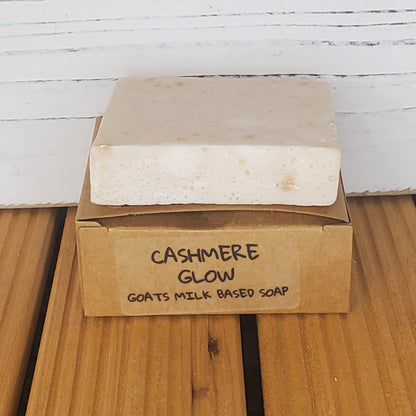 CASHMERE
GLOW
GOATS MILK BASED SOAP